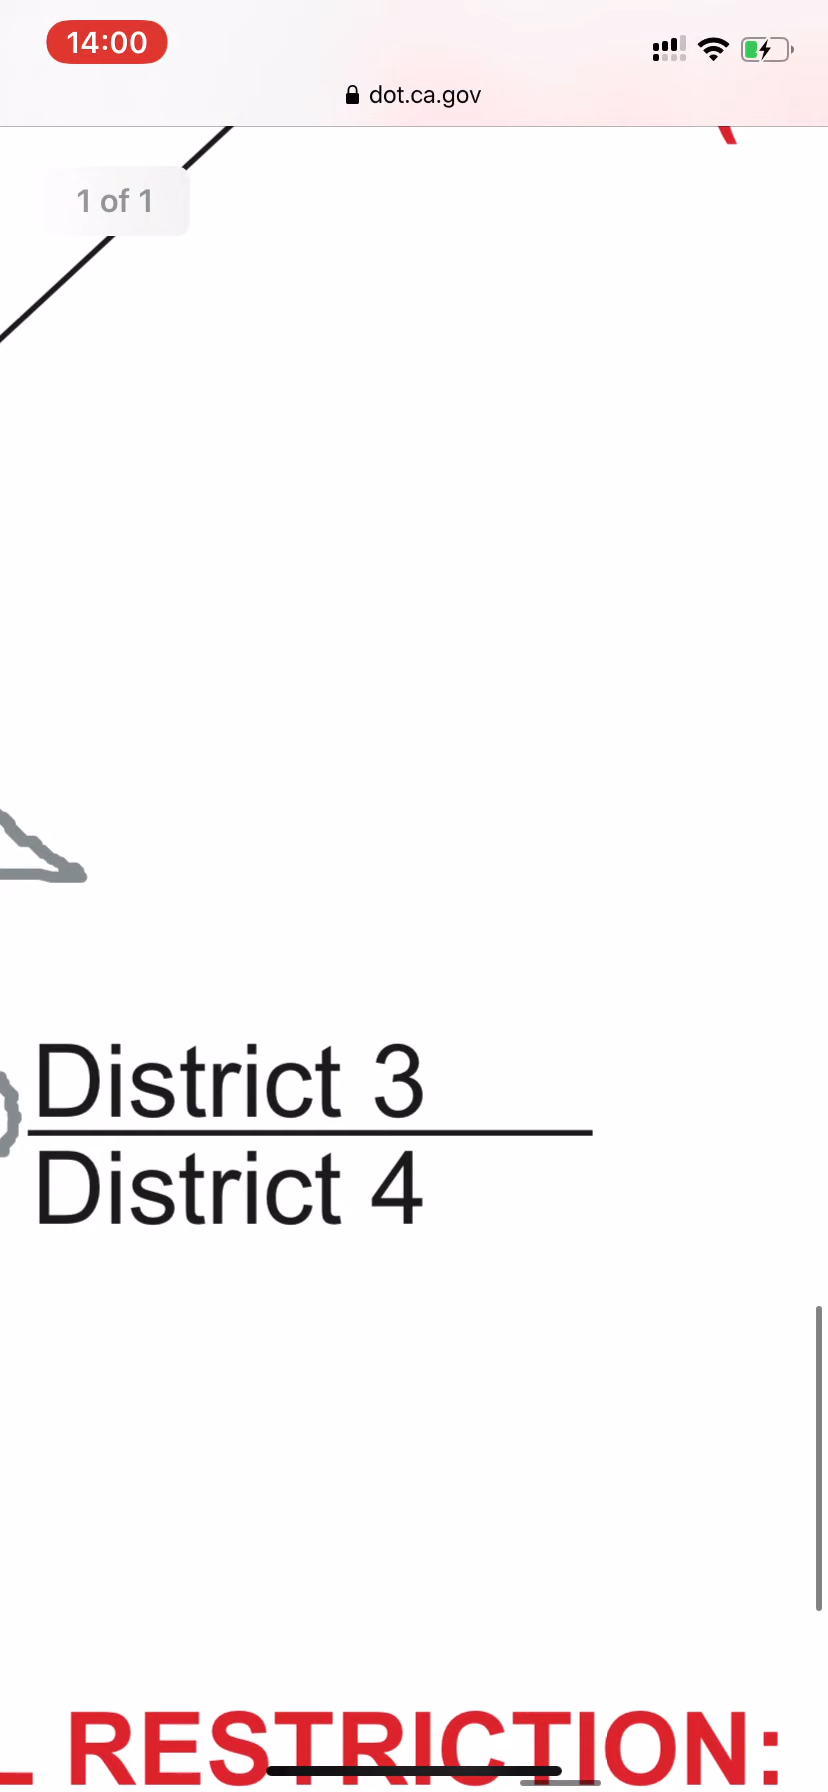 14:00
dot.ca.gov
1 of 1
District 3
District 4
RESTRICTION: